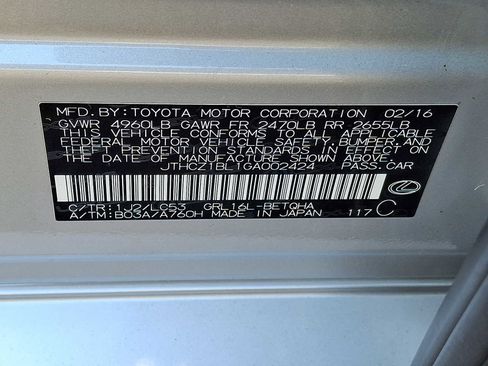 MFD.BY:TOYOTA MOTOR CORPORATION 02/16
GVWR 4960LB GAWR FR 2470LB RR 2655LB
THIS VEHICLE CONFORMS TO ALL APPLICABLE
FEDERAL MOTOR VEHICLE SAFETY,BUMPER,AND
THEFT PREVENTION STANDARDS IN EFFECT ON
THE DATE OF MANUFACTURE SHOWN ABOVE.
JTHCZ1BL1GA002424 PASS.CAR
C/TR:1J2/LC53 GRL16L-BETQHA
A/TM:B03A/A760H MADE IN JAPAN 117 C